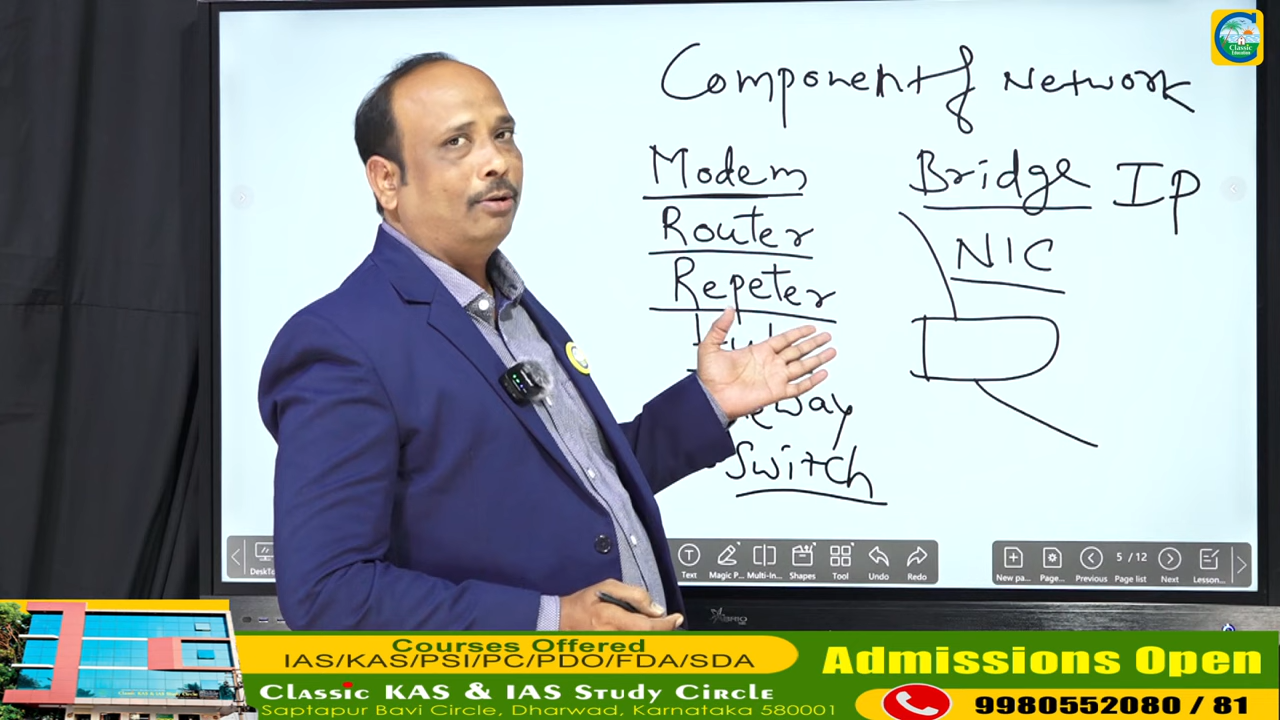 Classic
Education
Component of Network
Modem
Bridge IP
Router
NIC
Repeter
Switch
Text
Magic P...
Multi-In...
Shapes
Tool
Undo
Redo
New pa...
Page...
Previous
5 / 12
Page list
Next
Lesson...
Courses Offered
IAS/KAS/PSI/PC/PDO/FDA/SDA
Classic KAS & IAS Study Circle
Saptapur Bavi Circle, Dharwad, Karnataka 580001
Admissions Open
9980552080 / 81